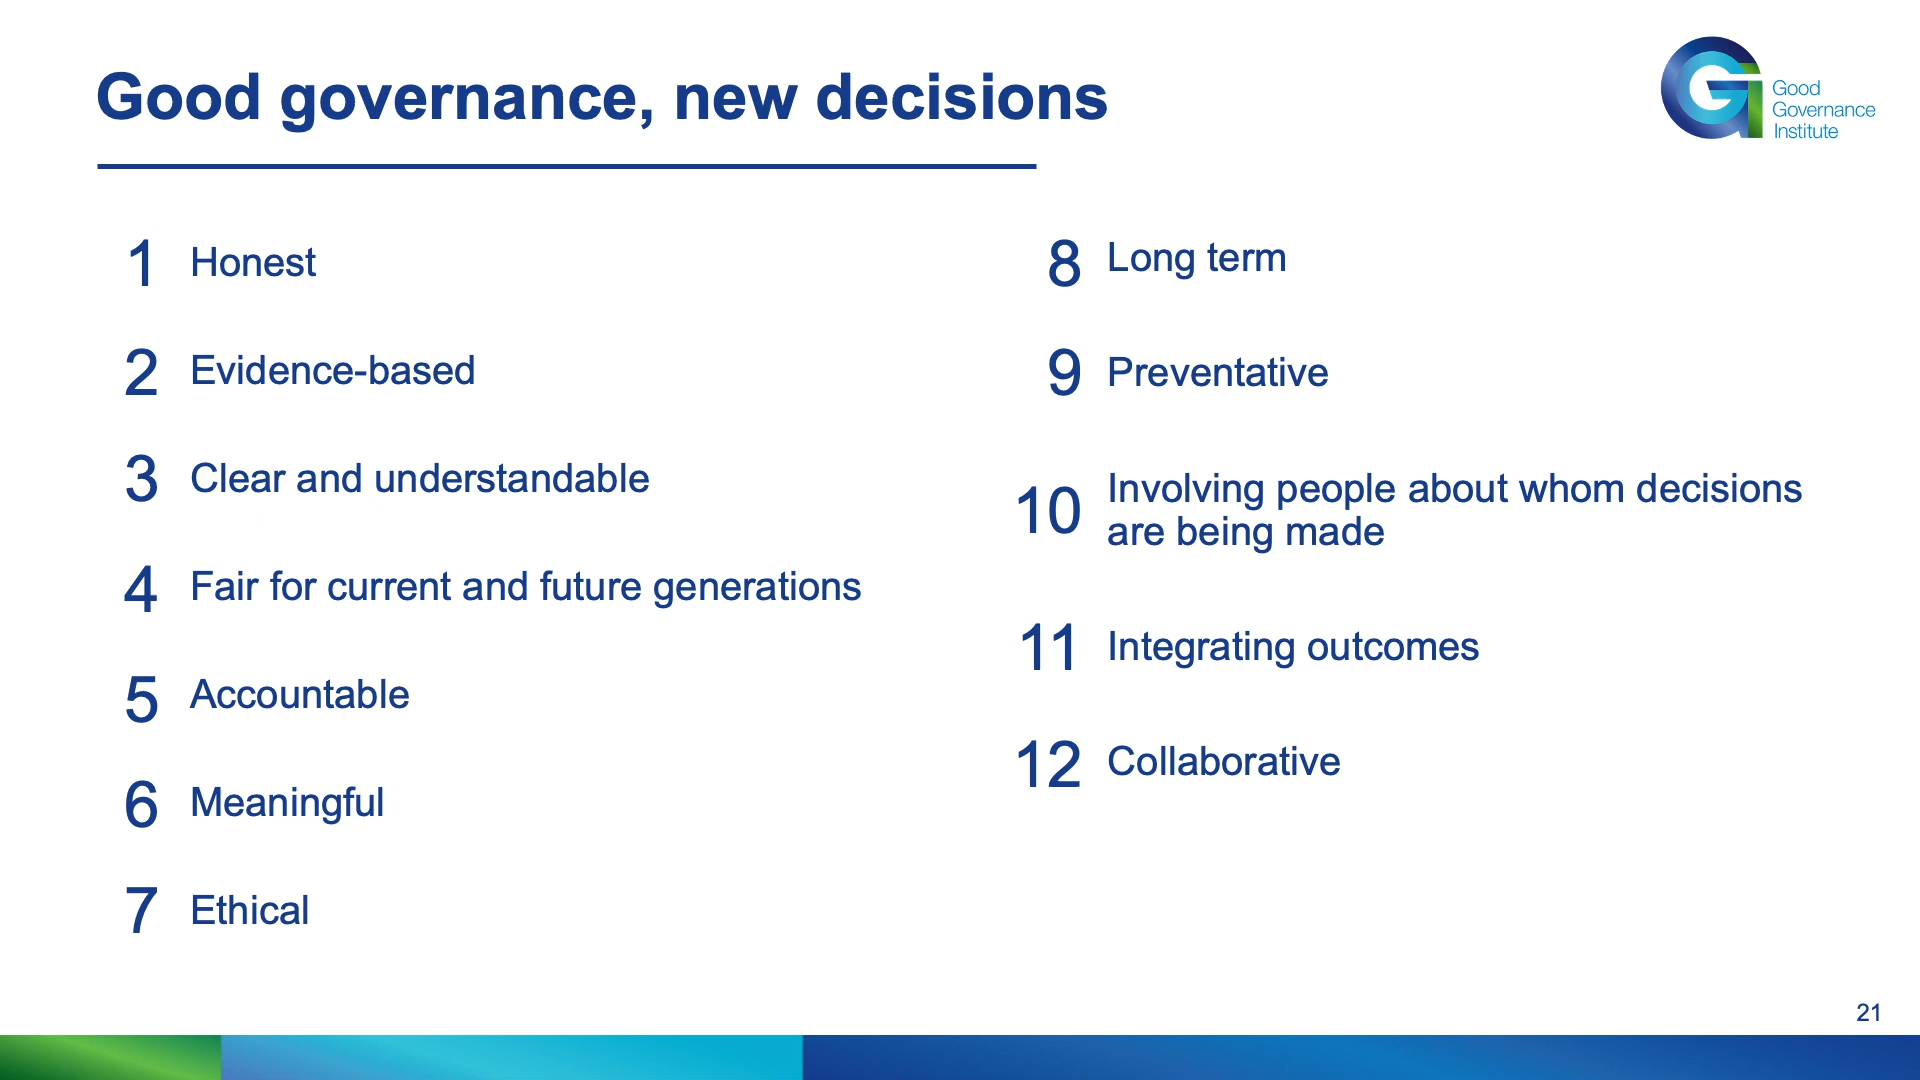 Good governance, new decisions
Good
Governance
Institute
1 Honest
2 Evidence-based
3 Clear and understandable
4 Fair for current and future generations
5 Accountable
6 Meaningful
7 Ethical
8 Long term
9 Preventative
10 Involving people about whom decisions
are being made
11 Integrating outcomes
12 Collaborative
21